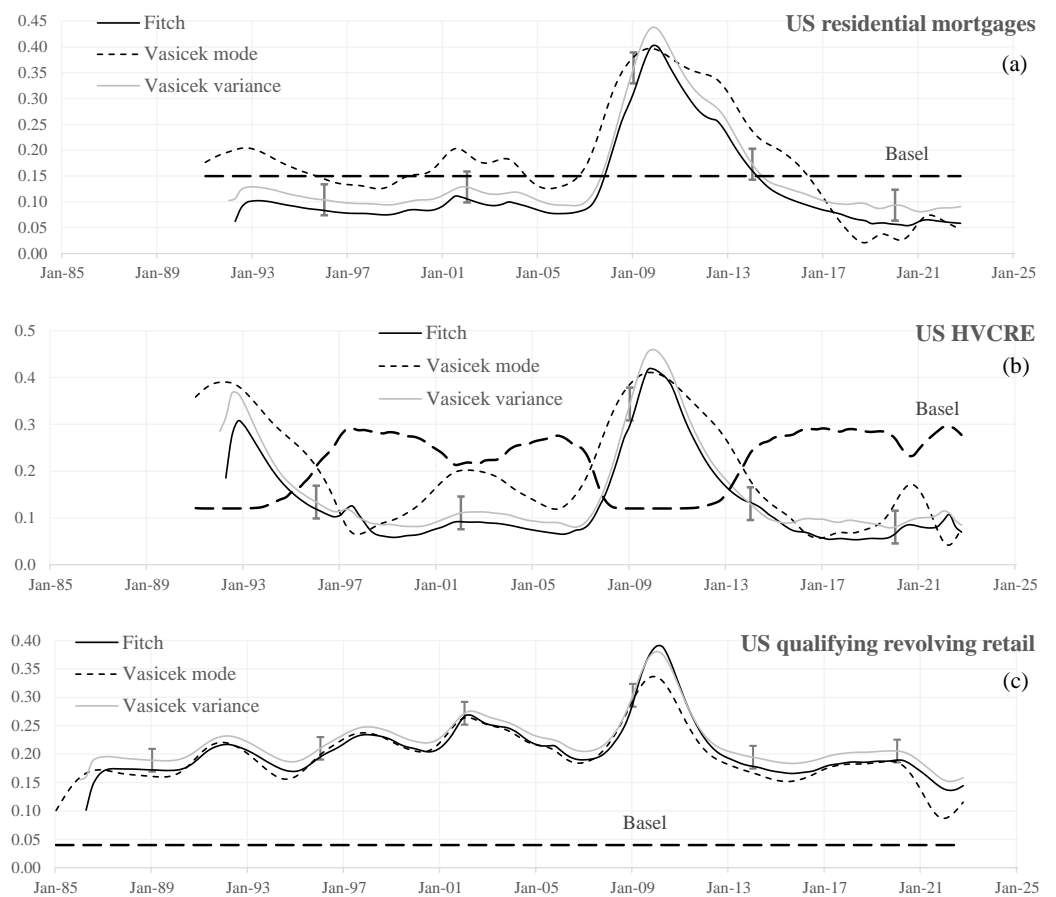 US residential mortgages
(a)
Fitch
Vasicek mode
Vasicek variance
Basel
0.45
0.40
0.35
0.30
0.25
0.20
0.15
0.10
0.05
0.00
Jan-85 Jan-89 Jan-93 Jan-97 Jan-01 Jan-05 Jan-09 Jan-13 Jan-17 Jan-21 Jan-25
US HVCRE
(b)
Fitch
Vasicek mode
Vasicek variance
Basel
0.5
0.4
0.3
0.2
0.1
0.0
Jan-85 Jan-89 Jan-93 Jan-97 Jan-01 Jan-05 Jan-09 Jan-13 Jan-17 Jan-21 Jan-25
US qualifying revolving retail
(c)
Fitch
Vasicek mode
Vasicek variance
Basel
0.40
0.35
0.30
0.25
0.20
0.15
0.10
0.05
0.00
Jan-85 Jan-89 Jan-93 Jan-97 Jan-01 Jan-05 Jan-09 Jan-13 Jan-17 Jan-21 Jan-25